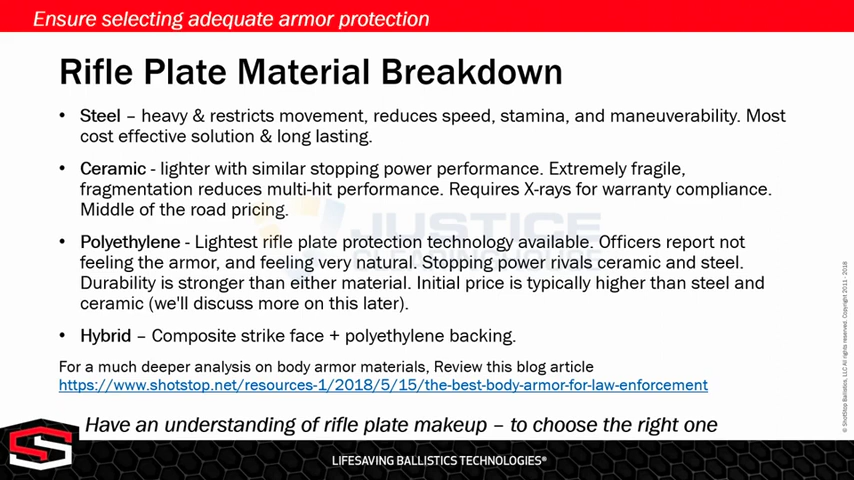 Ensure selecting adequate armor protection
Rifle Plate Material Breakdown
• Steel – heavy & restricts movement, reduces speed, stamina, and maneuverability. Most
cost effective solution & long lasting.
• Ceramic - lighter with similar stopping power performance. Extremely fragile,
fragmentation reduces multi-hit performance. Requires X-rays for warranty compliance.
Middle of the road pricing.
• Polyethylene - Lightest rifle plate protection technology available. Officers report not
feeling the armor, and feeling very natural. Stopping power rivals ceramic and steel.
Durability is stronger than either material. Initial price is typically higher than steel and
ceramic (we'll discuss more on this later).
• Hybrid – Composite strike face + polyethylene backing.
For a much deeper analysis on body armor materials, Review this blog article
https://www.shotstop.net/resources-1/2018/5/15/the-best-body-armor-for-law-enforcement
Have an understanding of rifle plate makeup – to choose the right one
LIFESAVING BALLISTICS TECHNOLOGIES®
© ShotStop Ballistics, LLC All rights reserved. Copyright 2011 - 2018
JUSTICE
CLEARINGHOUSE